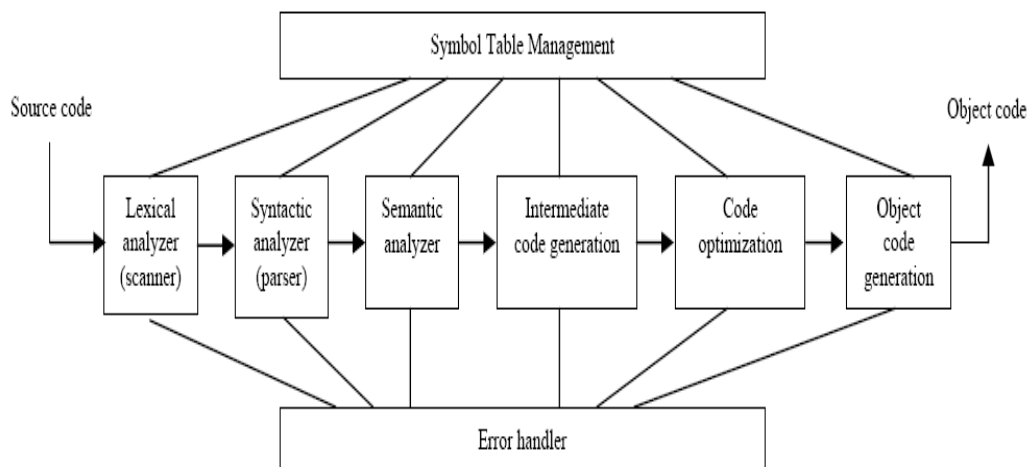 Symbol Table Management
Source code
Object code
Lexical
analyzer
(scanner)
Syntactic
analyzer
(parser)
Semantic
analyzer
Intermediate
code generation
Code
optimization
Object
code
generation
Error handler